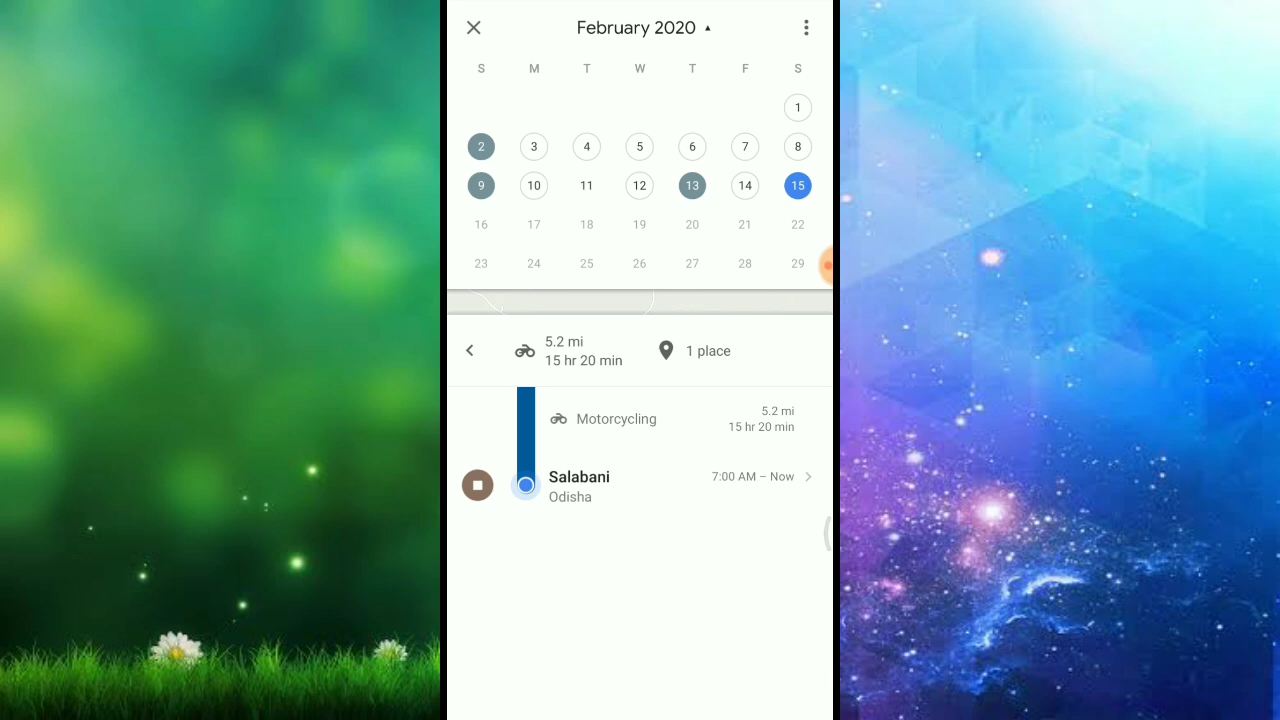 February 2020
S M T W T F S
1
2 3 4 5 6 7 8
9 10 11 12 13 14 15
16 17 18 19 20 21 22
23 24 25 26 27 28 29
5.2 mi
15 hr 20 min
1 place
Motorcycling
5.2 mi
15 hr 20 min
Salabani
7:00 AM – Now
Odisha